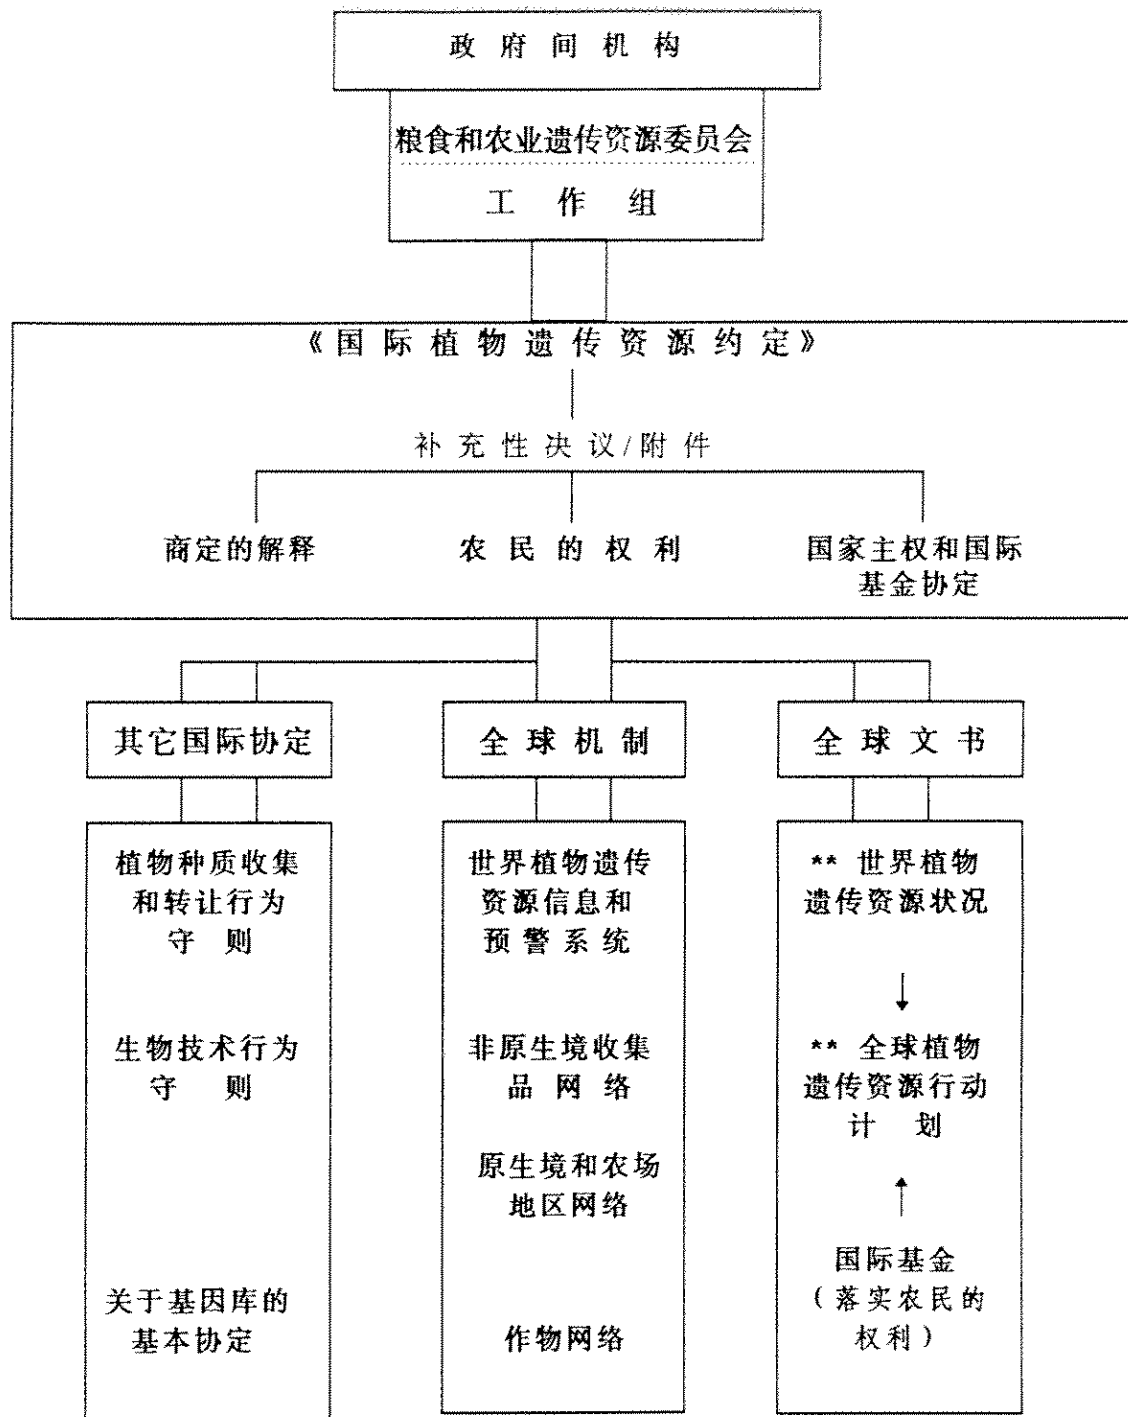 政府间机构
粮食和农业遗传资源委员会
工作组
《国际植物遗传资源约定》
补充性决议/附件
商定的解释
农民的权利
国家主权和国际
基金协定
其它国际协定
植物种质收集
和转让行为
守则
生物技术行为
守则
关于基因库的
基本协定
全球机制
世界植物遗传
资源信息和
预警系统
非原生境收集
品网络
原生境和农场
地区网络
作物网络
全球文书
** 世界植物
遗传资源状况
** 全球植物
遗传资源行动
计划
国际基金
(落实农民的
权利)